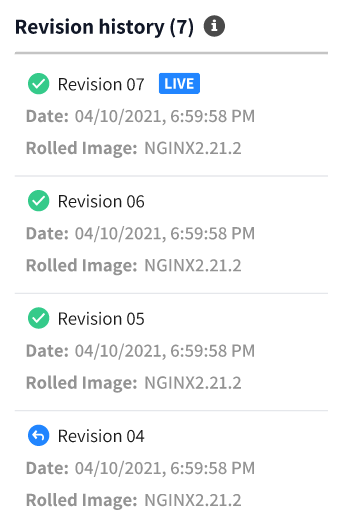 Revision history (7)
Revision 07 LIVE
Date: 04/10/2021, 6:59:58 PM
Rolled Image: NGINX2.21.2
Revision 06
Date: 04/10/2021, 6:59:58 PM
Rolled Image: NGINX2.21.2
Revision 05
Date: 04/10/2021, 6:59:58 PM
Rolled Image: NGINX2.21.2
Revision 04
Date: 04/10/2021, 6:59:58 PM
Rolled Image: NGINX2.21.2